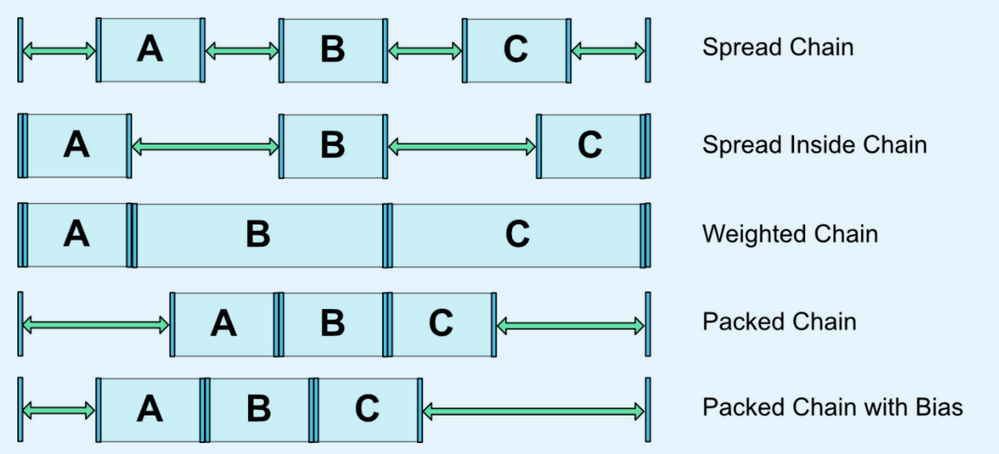 A B C Spread Chain
A B C Spread Inside Chain
A B C Weighted Chain
A B C Packed Chain
A B C Packed Chain with Bias